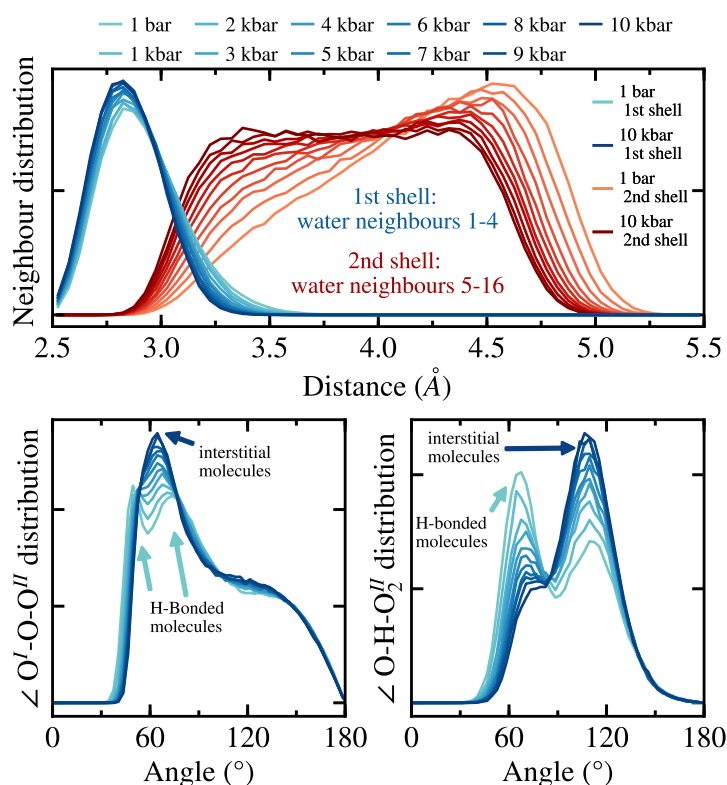 1 bar 2 kbar 4 kbar 6 kbar 8 kbar 10 kbar
1 kbar 3 kbar 5 kbar 7 kbar 9 kbar
Neighbour distribution
1 bar
1st shell
10 kbar
1st shell
1 bar
2nd shell
10 kbar
2nd shell
1st shell:
water neighbours 1-4
2nd shell:
water neighbours 5-16
2.5 3.0 3.5 4.0 4.5 5.0 5.5
Distance (Å)
∠ O^I-O-O^{II} distribution
interstitial
molecules
H-Bonded
molecules
0 60 120 180
Angle (°)
∠ O-H-O_2^{II} distribution
interstitial
molecules
H-bonded
molecules
0 60 120 180
Angle (°)